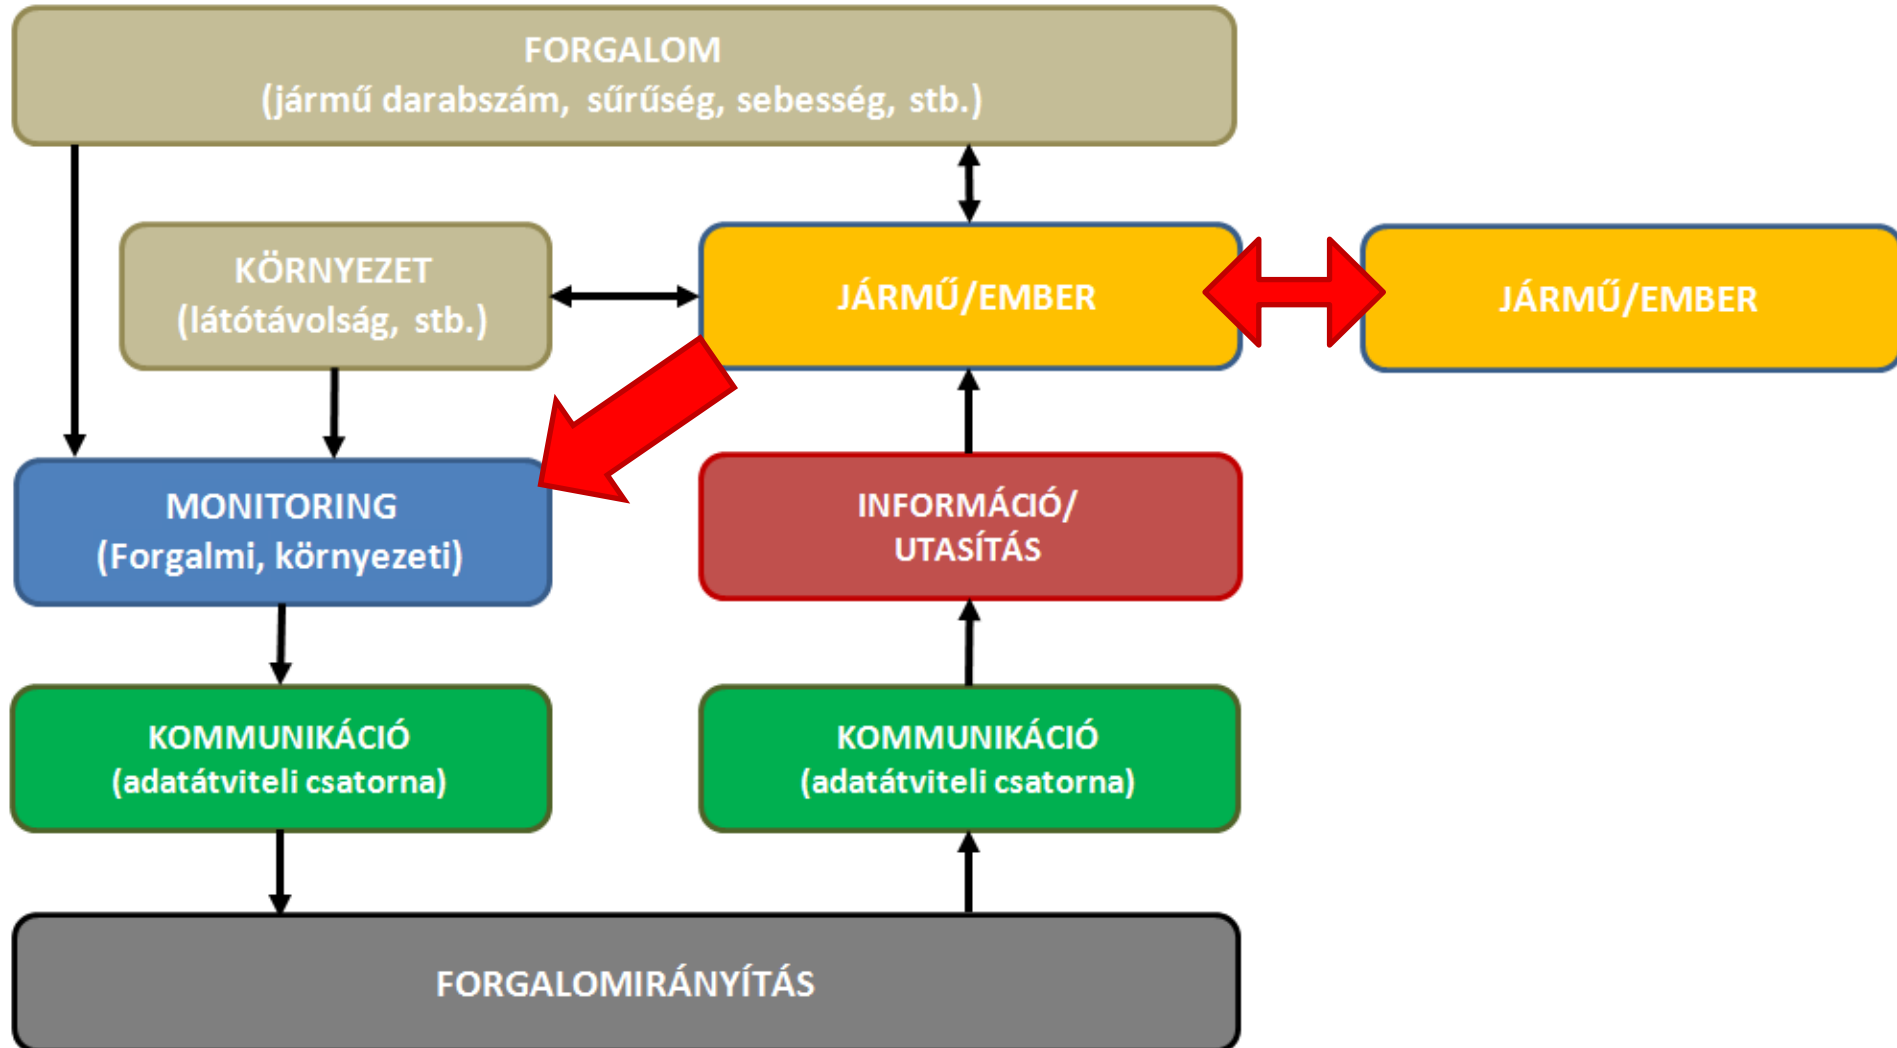 FORGALOM
(jármű darabszám, sűrűség, sebesség, stb.)
KÖRNYEZET
(látótávolság, stb.)
JÁRMŰ/EMBER
JÁRMŰ/EMBER
MONITORING
(Forgalmi, környezeti)
INFORMÁCIÓ/
UTASÍTÁS
KOMMUNIKÁCIÓ
(adatátviteli csatorna)
KOMMUNIKÁCIÓ
(adatátviteli csatorna)
FORGALOMIRÁNYÍTÁS